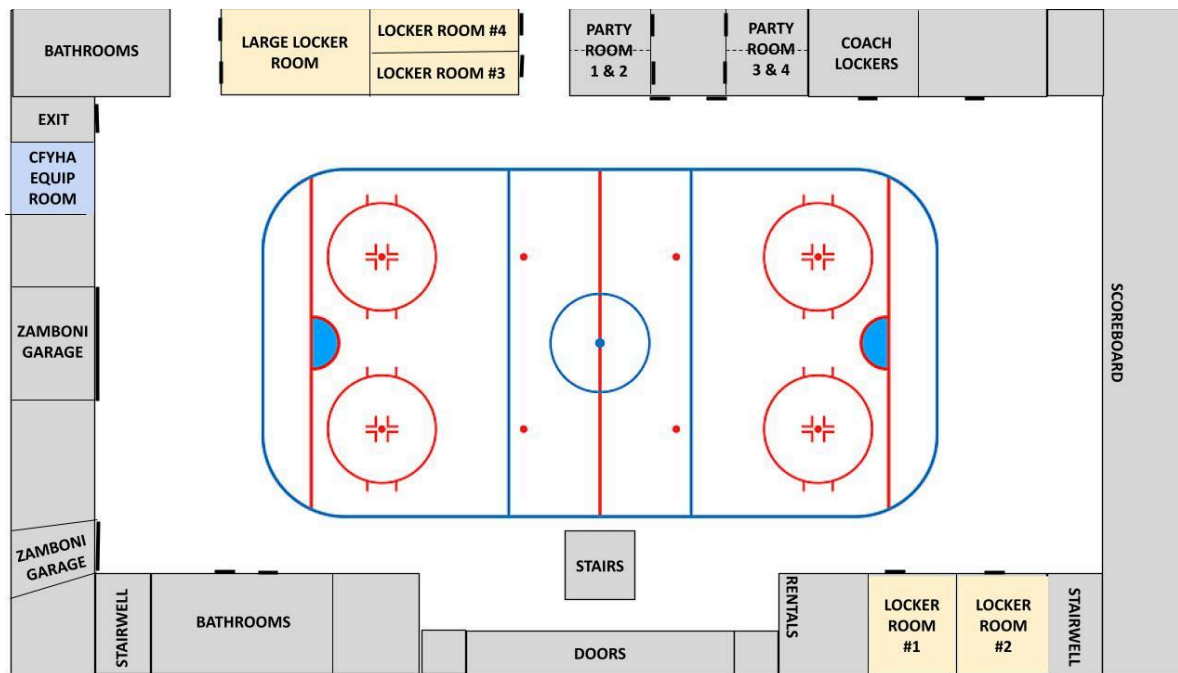 BATHROOMS
LARGE LOCKER
ROOM
LOCKER ROOM #4
LOCKER ROOM #3
PARTY
ROOM
1 & 2
PARTY
ROOM
3 & 4
COACH
LOCKERS
EXIT
CFYHA
EQUIP
ROOM
ZAMBONI
GARAGE
SCOREBOARD
ZAMBONI
GARAGE
STAIRWELL
BATHROOMS
STAIRS
DOORS
RENTALS
LOCKER
ROOM
#1
LOCKER
ROOM
#2
STAIRWELL